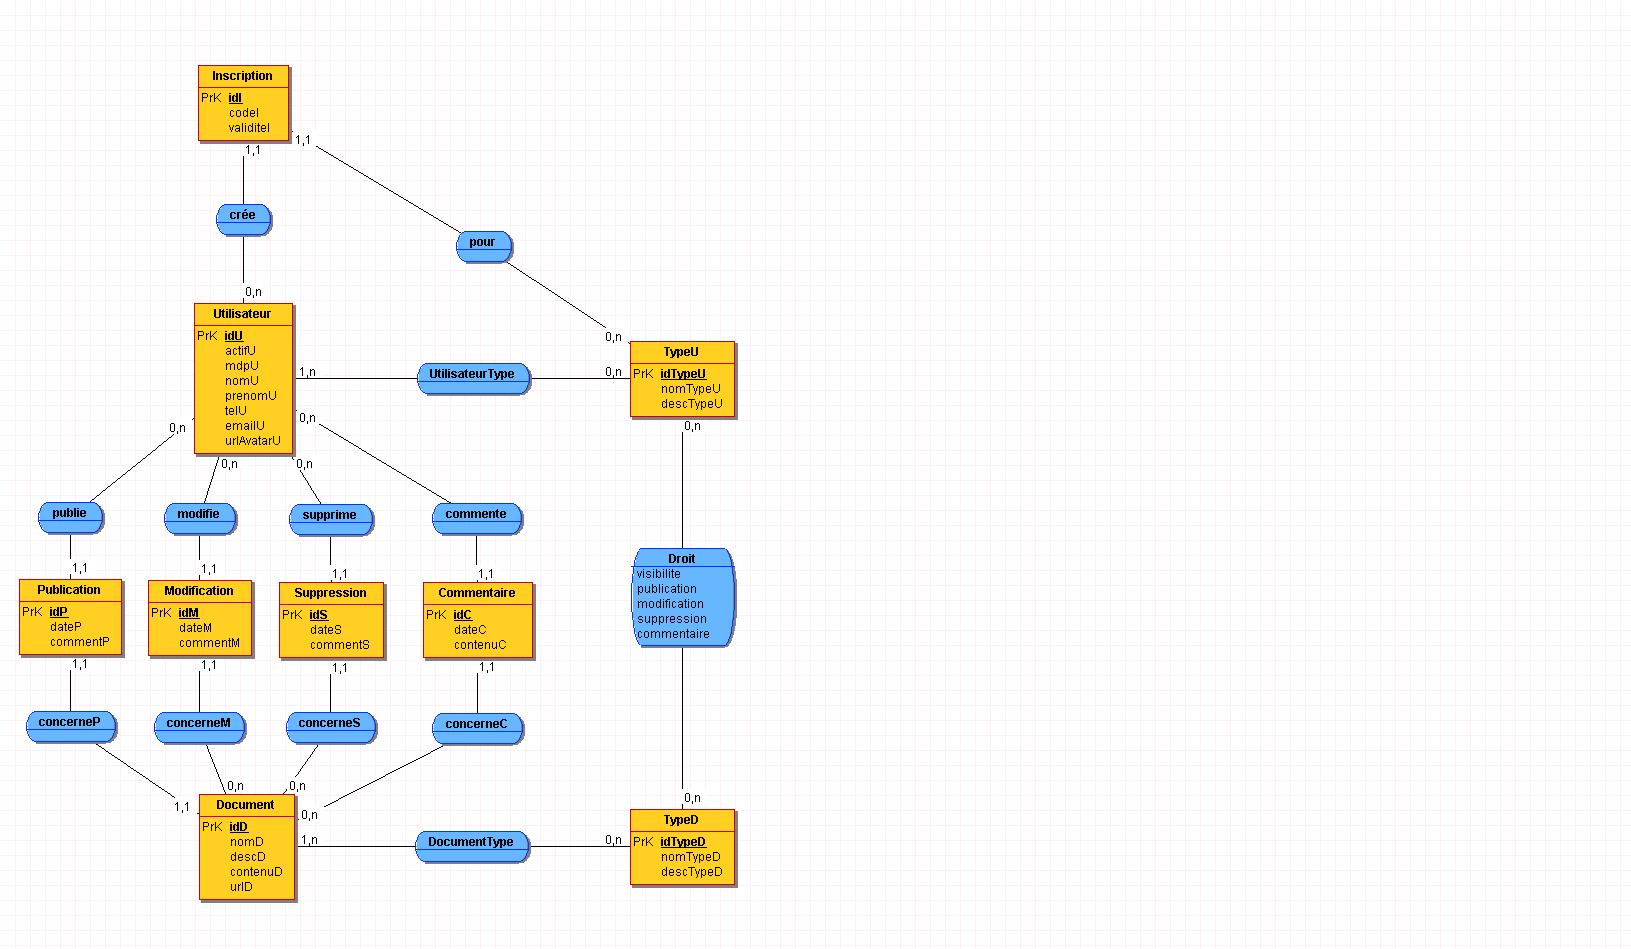 Inscription
PrK idI
codeI
validiteI
1,1
1,1
crée
pour
0,n
0,n
Utilisateur
PrK idU
actifU
mdpU
nomU
prenomU
telU
emailU
urlAvatarU
1,n
UtilisateurType
0,n
TypeU
PrK idTypeU
nomTypeU
descTypeU
0,n
0,n
0,n
0,n
0,n
publie
modifie
supprime
commente
1,1
1,1
1,1
1,1
Publication
PrK idP
dateP
commentP
Modification
PrK idM
dateM
commentM
Suppression
PrK idS
dateS
commentS
Commentaire
PrK idC
dateC
contenuC
Droit
visibilite
publication
modification
suppression
commentaire
1,1
1,1
1,1
1,1
concerneP
concerneM
concerneS
concerneC
1,1
0,n
0,n
0,n
0,n
Document
PrK idD
nomD
descD
contenuD
urlD
1,n
DocumentType
0,n
TypeD
PrK idTypeD
nomTypeD
descTypeD